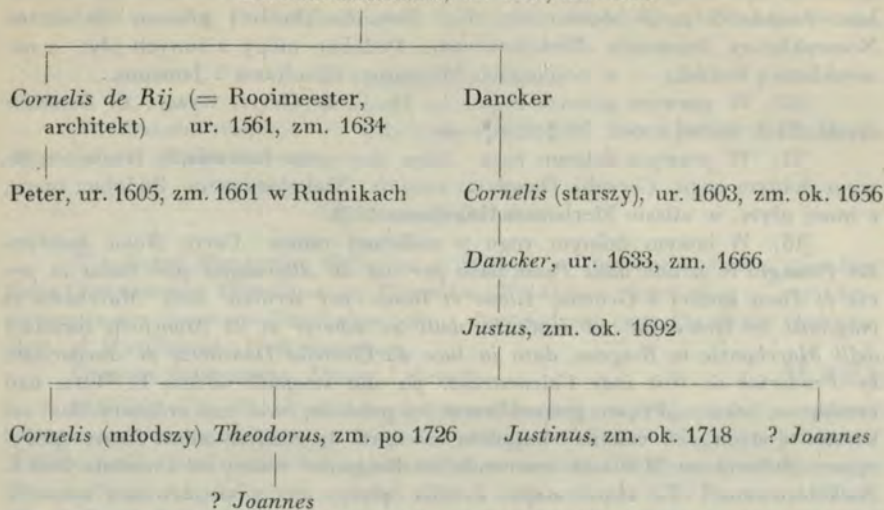 Cornelis de Rij (= Rooimeester, Dancker
architekt) ur. 1561, zm. 1634
Peter, ur. 1605, zm. 1661 w Rudnikach Cornelis (starszy), ur. 1603, zm. ok. 1656
Dancker, ur. 1633, zm. 1666
Justus, zm. ok. 1692
Cornelis (młodszy) Theodorus, zm. po 1726 Justinus, zm. ok. 1718 ? Joannes
? Joannes